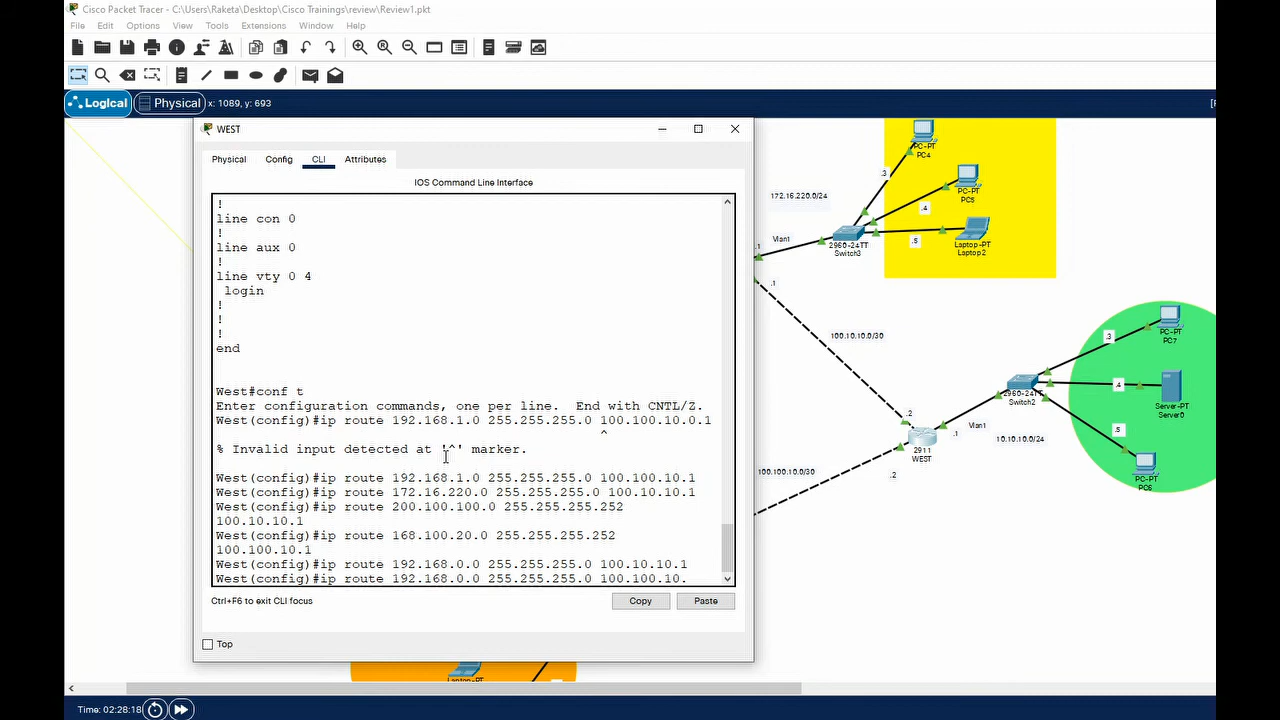 Cisco Packet Tracer - C:\Users\Raketa\Desktop\Cisco Trainings\review\Review1.pkt
File Edit Options View Tools Extensions Window Help
Logical Physical x: 1089, y: 693
WEST
Physical Config CLI Attributes
IOS Command Line Interface
!
line con 0
!
line aux 0
!
line vty 0 4
login
!
!
!
end
West#conf t
Enter configuration commands, one per line. End with CNTL/Z.
West(config)#ip route 192.168.1.0 255.255.255.0 100.100.10.0.1
^
% Invalid input detected at '^' marker.
West(config)#ip route 192.168.1.0 255.255.255.0 100.100.10.1
West(config)#ip route 172.16.220.0 255.255.255.0 100.10.10.1
West(config)#ip route 200.100.100.0 255.255.255.252
100.10.10.1
West(config)#ip route 168.100.20.0 255.255.255.252
100.100.10.1
West(config)#ip route 192.168.0.0 255.255.255.0 100.10.10.1
West(config)#ip route 192.168.0.0 255.255.255.0 100.100.10.
Ctrl+F6 to exit CLI focus
Copy
Paste
Top
PC-PT
PC4
.3
172.16.220.0/24
PC-PT
PC5
.4
.1
Vlan1
2960-24TT
Switch3
.5
Laptop-PT
Laptop2
.1
100.10.10.0/30
PC-PT
PC7
.3
2960-24TT
Switch2
.4
Server-PT
Server0
.2
.1
Vlan1
10.10.10.0/24
.5
2911
WEST
100.100.10.0/30
.2
PC-PT
PC6
Laptop-PT
Time: 02:26:18